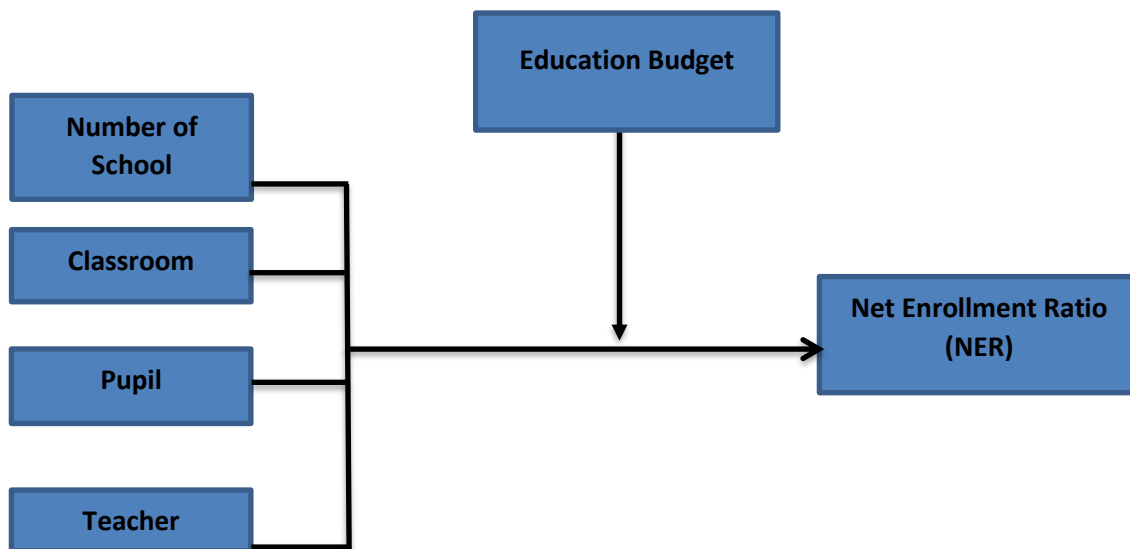 Education Budget
Number of
School
Classroom
Net Enrollment Ratio
(NER)
Pupil
Teacher